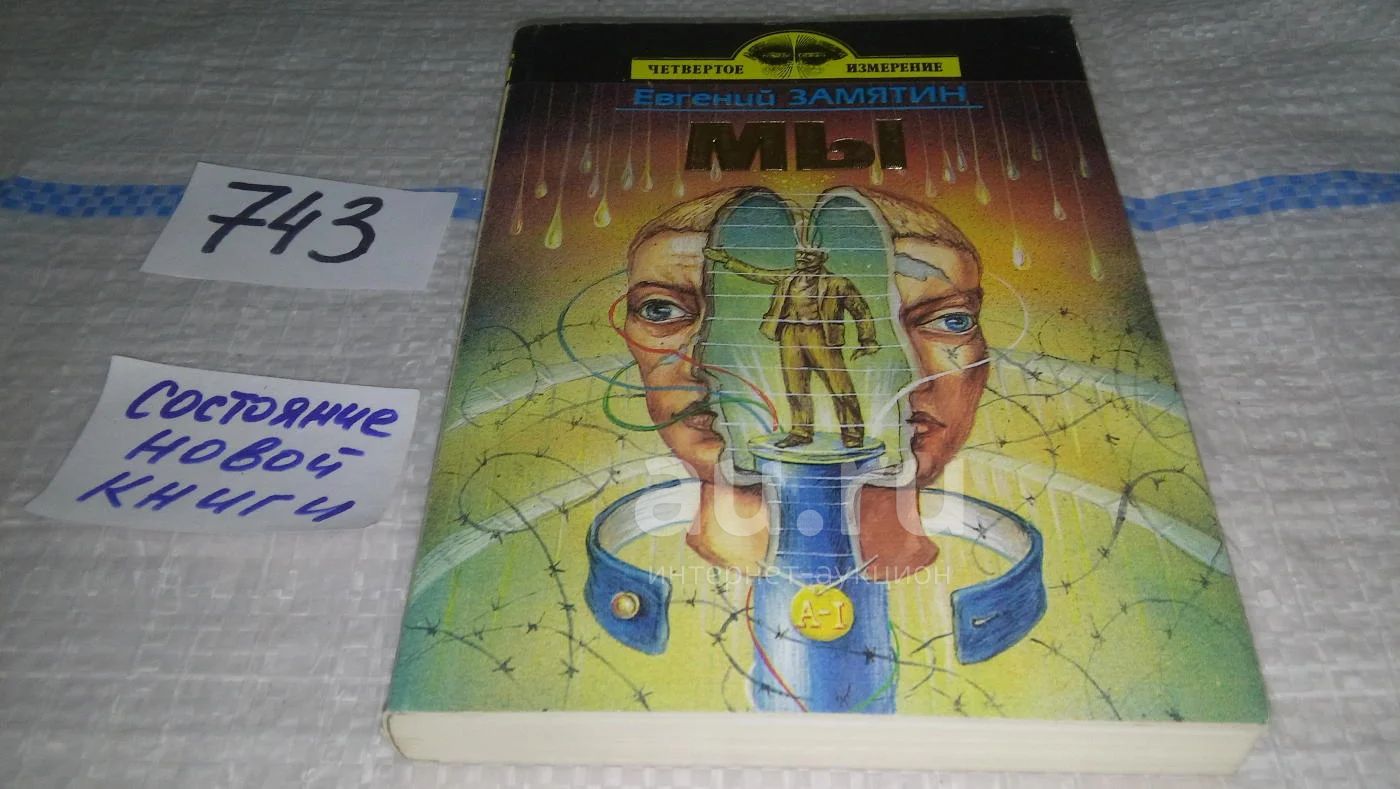 ЧЕТВЕРТОЕ ИЗМЕРЕНИЕ
Евгений ЗАМЯТИН
МЫ
743
СОСТОЯНИЕ
НОВОЙ
КНИГИ
au.ru
интернет-аукцион
A-I